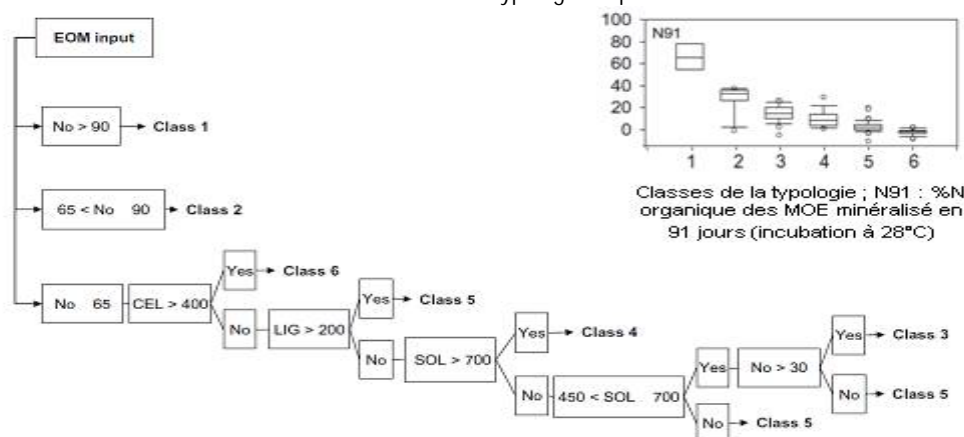 EOM input
No > 90 → Class 1
65 < No 90 → Class 2
No 65
CEL > 400
Yes → Class 6
No
LIG > 200
Yes → Class 5
No
SOL > 700
Yes → Class 4
No
450 < SOL 700
Yes
No > 30
Yes → Class 3
No → Class 5
No → Class 5
N91
100
80
60
40
20
0
1 2 3 4 5 6
Classes de la typologie ; N91 : %N
organique des MOE minéralisé en
91 jours (incubation à 28°C)